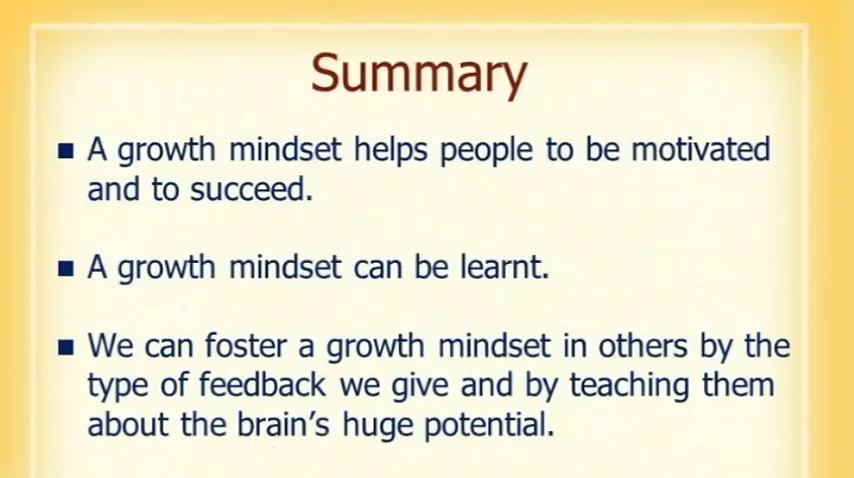 Summary
■ A growth mindset helps people to be motivated
and to succeed.
■ A growth mindset can be learnt.
■ We can foster a growth mindset in others by the
type of feedback we give and by teaching them
about the brain's huge potential.